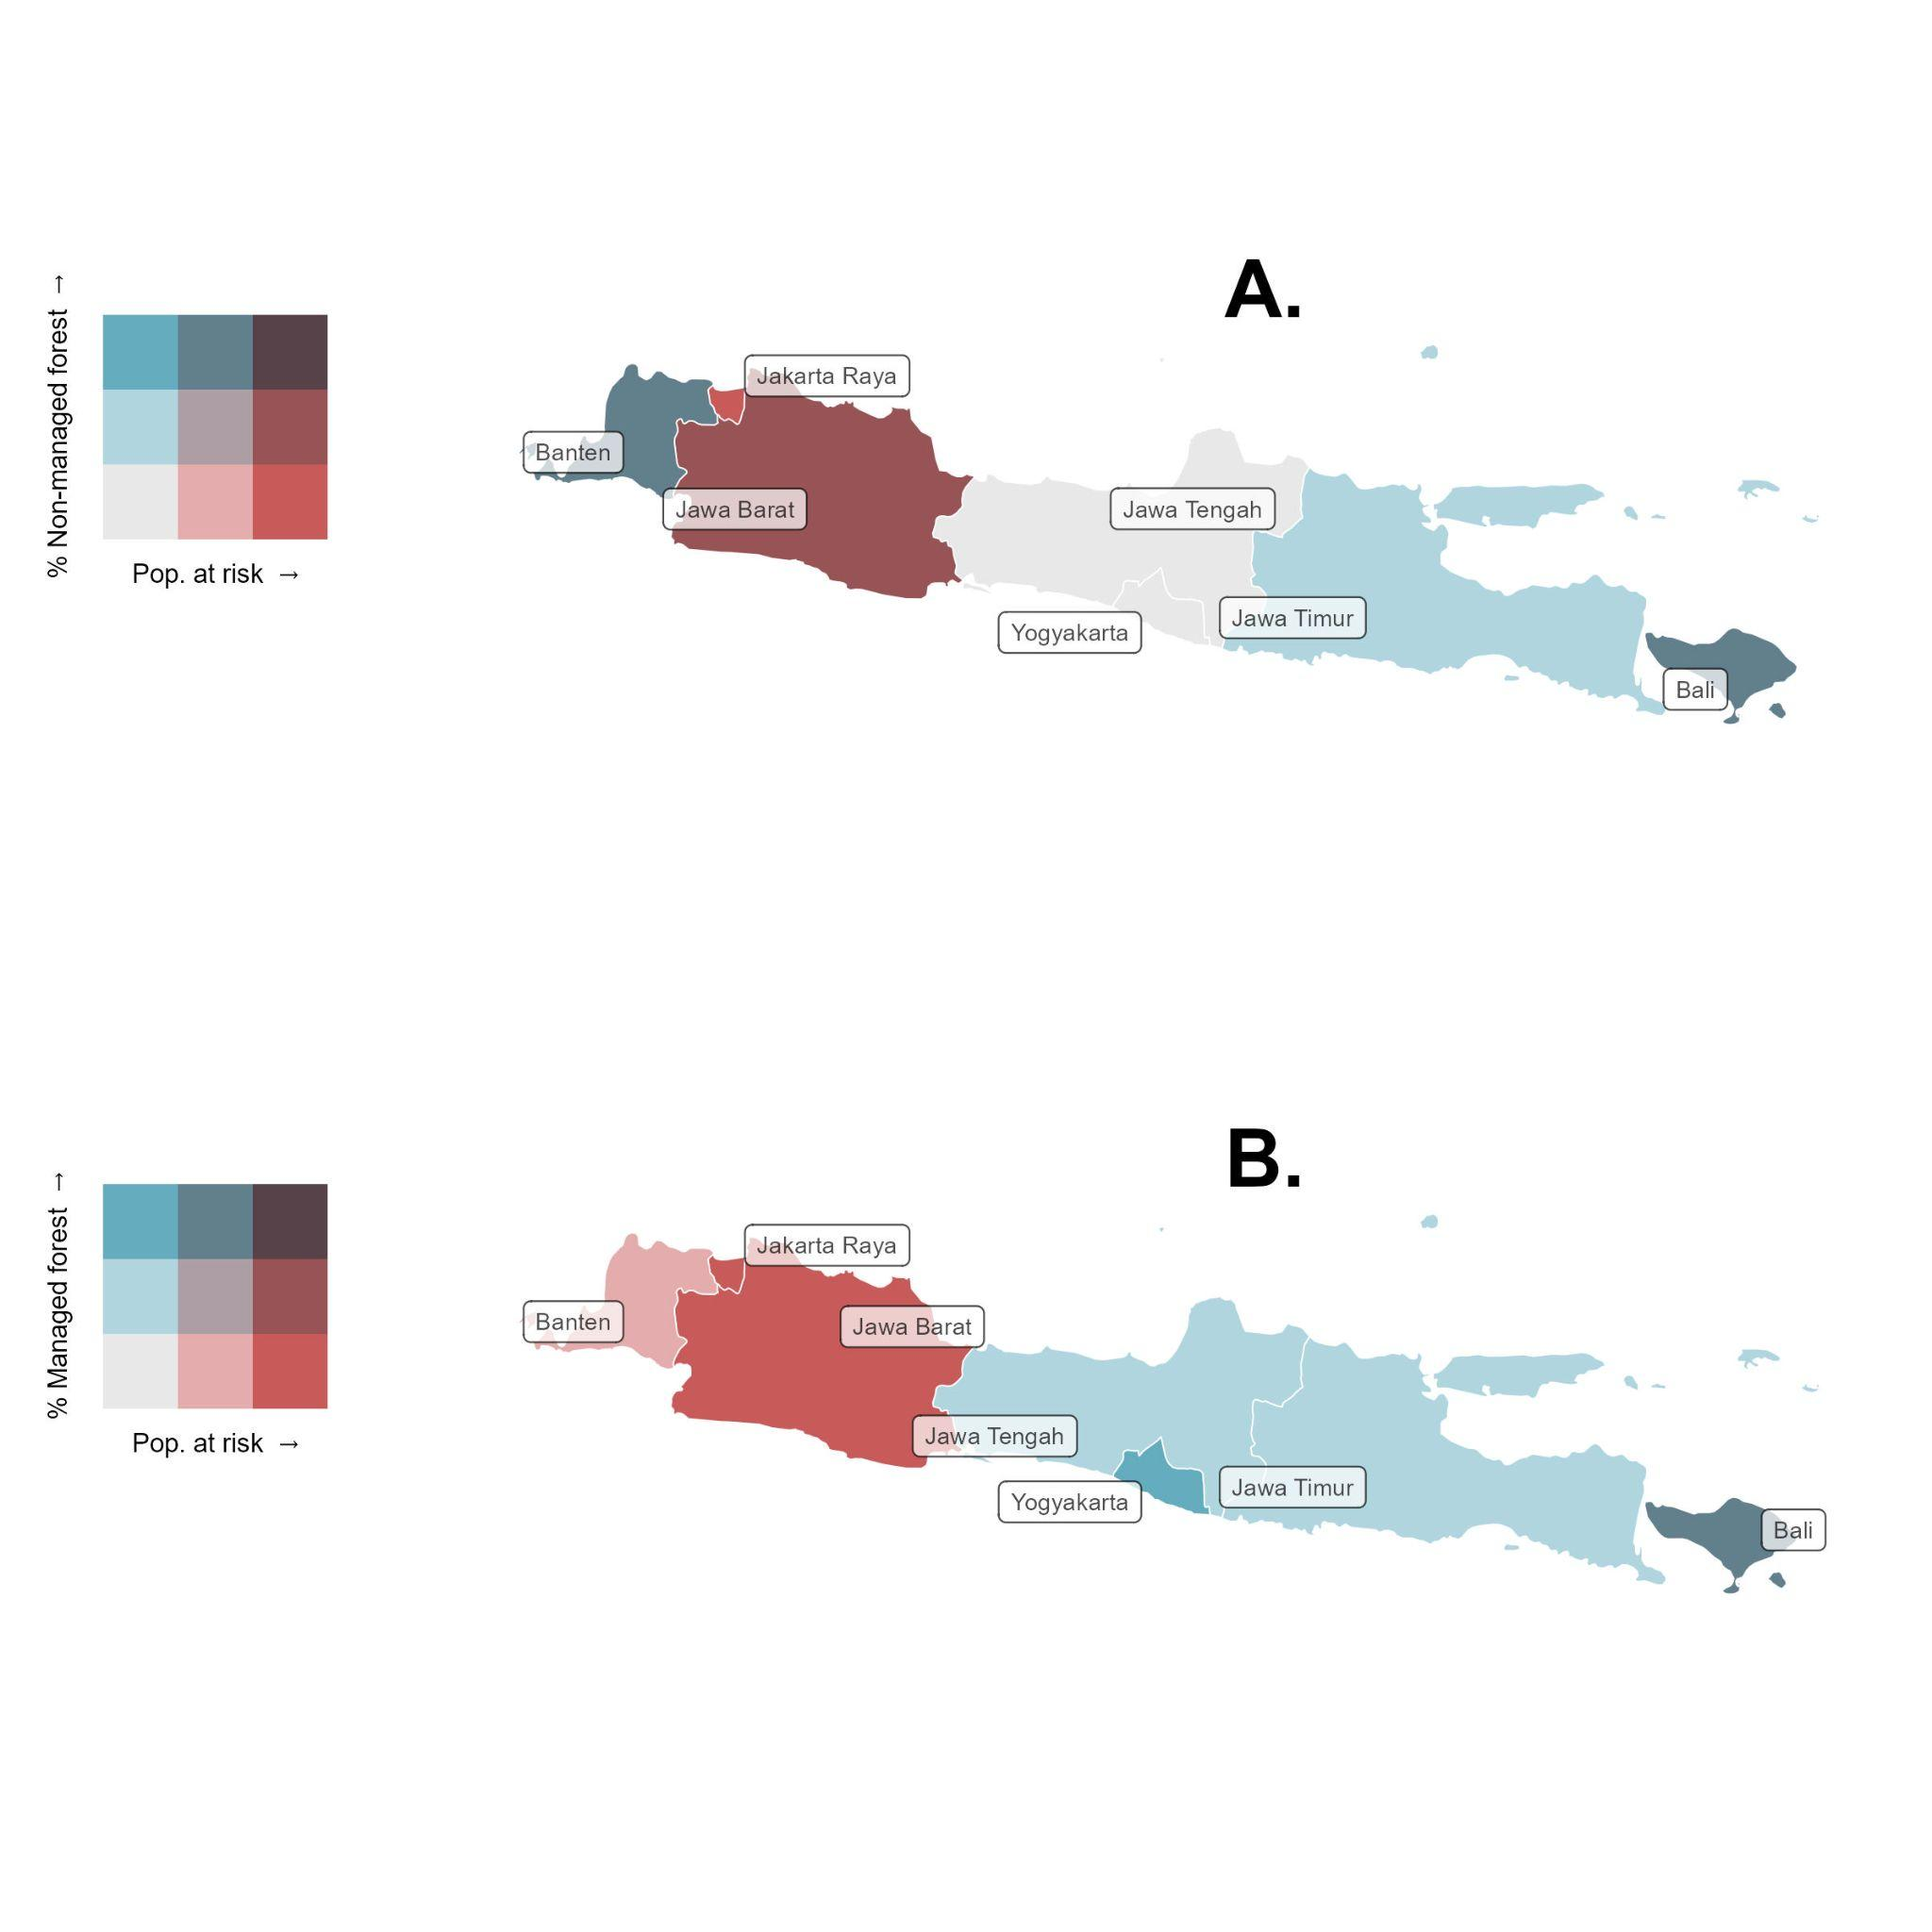 A.
% Non-managed forest →
Pop. at risk →
Jakarta Raya
Banten
Jawa Barat
Jawa Tengah
Yogyakarta
Jawa Timur
Bali
B.
% Managed forest →
Pop. at risk →
Jakarta Raya
Banten
Jawa Barat
Jawa Tengah
Yogyakarta
Jawa Timur
Bali